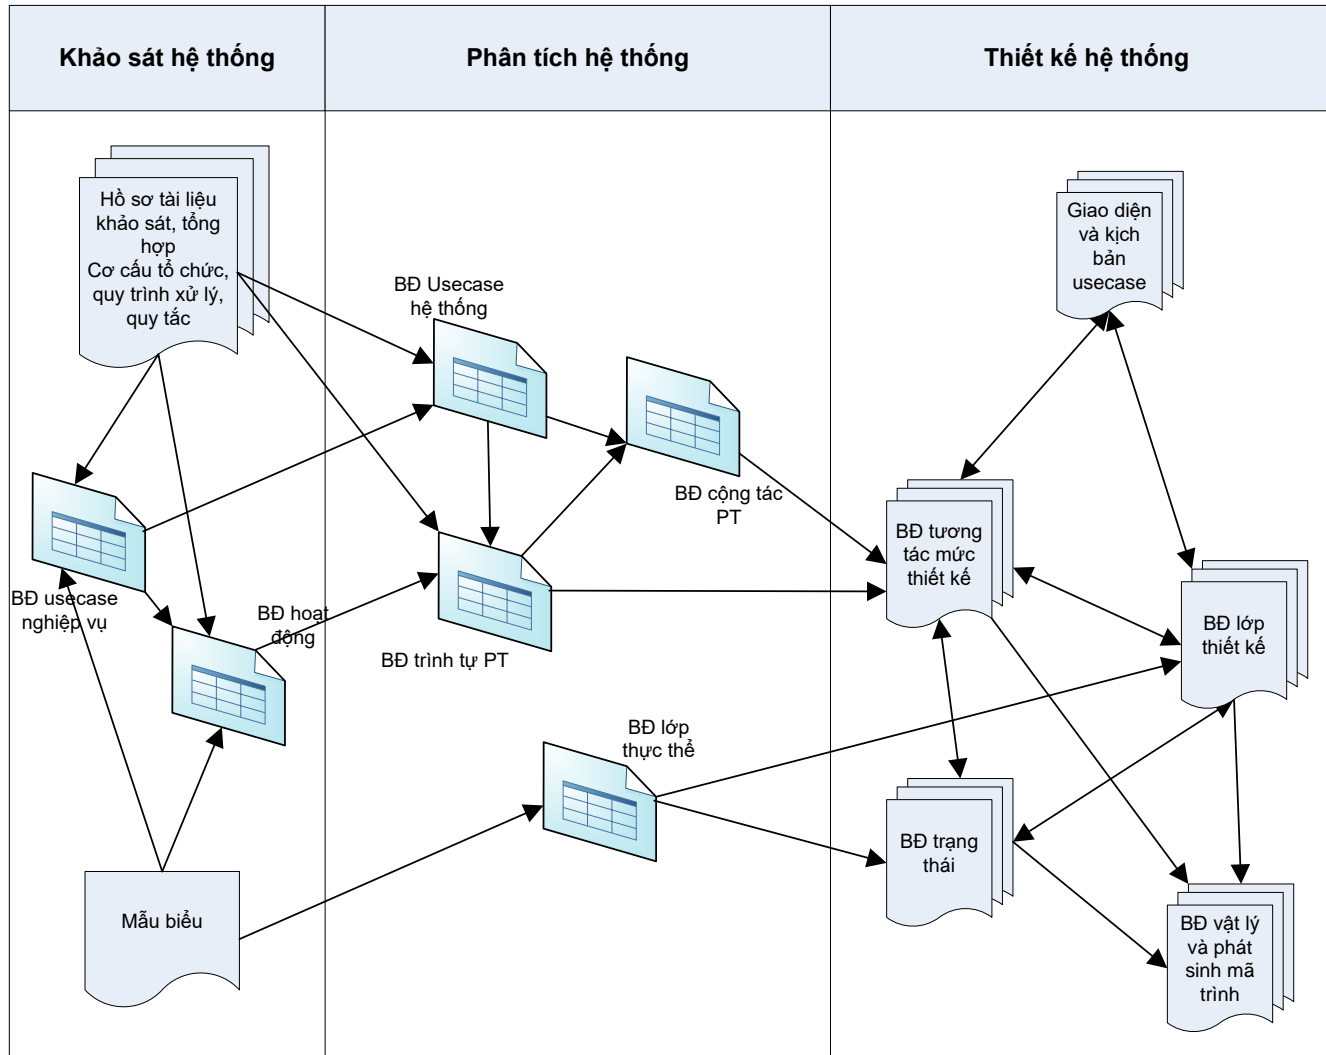 Khảo sát hệ thống
Phân tích hệ thống
Thiết kế hệ thống
Hồ sơ tài liệu
khảo sát, tổng
hợp
Cơ cấu tổ chức,
quy trình xử lý,
quy tắc
BĐ usecase
nghiệp vụ
BĐ hoạt
động
Mẫu biểu
BĐ Usecase
hệ thống
BĐ cộng tác
PT
BĐ trình tự PT
BĐ lớp
thực thể
Giao diện
và kịch
bản
usecase
BĐ tương
tác mức
thiết kế
BĐ lớp
thiết kế
BĐ trạng
thái
BĐ vật lý
và phát
sinh mã
trình